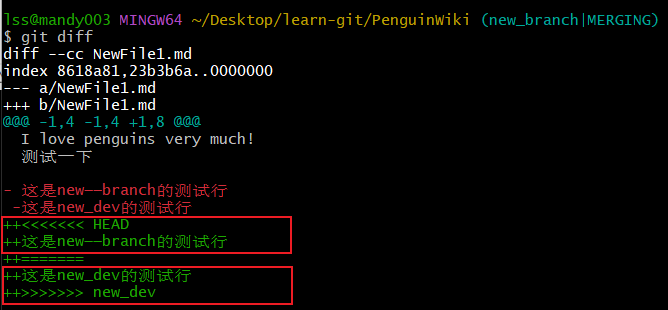 lss@mandy003 MINGW64 ~/Desktop/learn-git/PenguinWiki (new_branch|MERGING)
$ git diff
diff --cc NewFile1.md
index 8618a81,23b3b6a..0000000
--- a/NewFile1.md
+++ b/NewFile1.md
@@@ -1,4 -1,4 +1,8 @@@
  I love penguins very much!
  测试一下
- 这是new——branch的测试行
 -这是new_dev的测试行
++<<<<<<< HEAD
++这是new——branch的测试行
++=======
++这是new_dev的测试行
++>>>>>>> new_dev